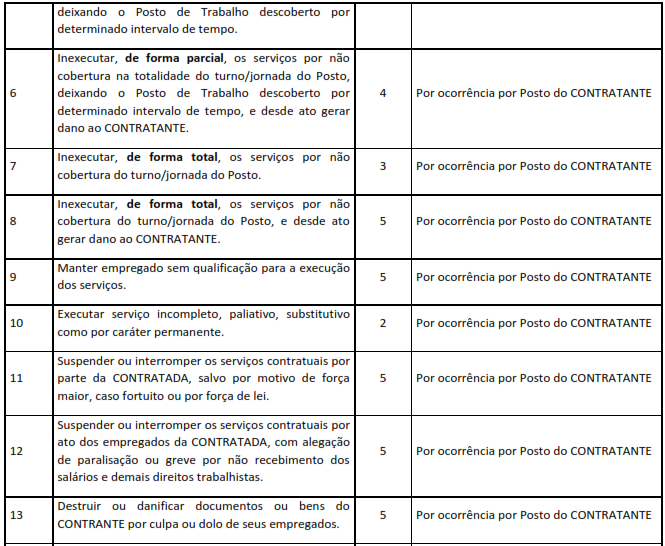 deixando o Posto de Trabalho descoberto por
determinado intervalo de tempo.
Inexecutar, de forma parcial, os serviços por não
cobertura na totalidade do turno/jornada do Posto,
6 deixando o Posto de Trabalho descoberto por 4 Por ocorrência por Posto do CONTRATANTE
determinado intervalo de tempo, e desde ato gerar
dano ao CONTRATANTE.
7 Inexecutar, de forma total, os serviços por não 3 Por ocorrência por Posto do CONTRATANTE
cobertura do turno/jornada do Posto.
Inexecutar, de forma total, os serviços por não
8 cobertura do turno/jornada do Posto, e desde ato 5 Por ocorrência por Posto do CONTRATANTE
gerar dano ao CONTRATANTE.
9 Manter empregado sem qualificação para a execução 5 Por ocorrência por Posto do CONTRATANTE
dos serviços.
10 Executar serviço incompleto, paliativo, substitutivo 2 Por ocorrência por Posto do CONTRATANTE
como por caráter permanente.
Suspender ou interromper os serviços contratuais por
11 parte da CONTRATADA, salvo por motivo de força 5 Por ocorrência por Posto do CONTRATANTE
maior, caso fortuito ou por força de lei.
Suspender ou interromper os serviços contratuais por
12 ato dos empregados da CONTRATADA, com alegação 5 Por ocorrência por Posto do CONTRATANTE
de paralisação ou greve por não recebimento dos
salários e demais direitos trabalhistas.
13 Destruir ou danificar documentos ou bens do 5 Por ocorrência por Posto do CONTRATANTE
CONTRANTE por culpa ou dolo de seus empregados.